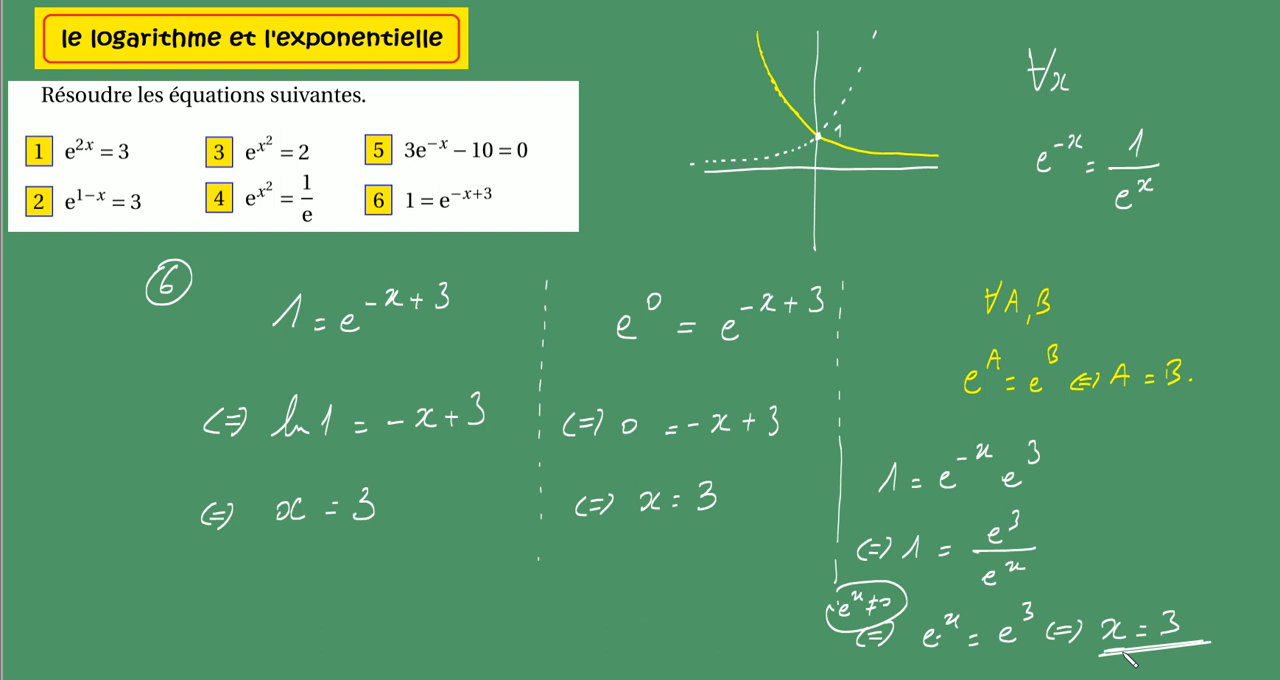 le logarithme et l'exponentielle
Résoudre les équations suivantes.
1 e^{2x} = 3
3 e^{x²} = 2
5 3e^{−x} − 10 = 0
2 e^{1−x} = 3
4 e^{x²} = 1/e
6 1 = e^{−x+3}
1
∀x
e^{-x} = 1/e^{x}
6
1 = e^{-x+3}
⇔ ln 1 = -x+3
⇔ x = 3
e^{0} = e^{-x+3}
⇔ 0 = -x+3
⇔ x = 3
∀A,B
e^{A} = e^{B} ⇔ A = B.
1 = e^{-x} e^{3}
⇔ 1 = e^{3}/e^{x}
e^{x} ≠ 0
⇔ e^{x} = e^{3} ⇔ x = 3